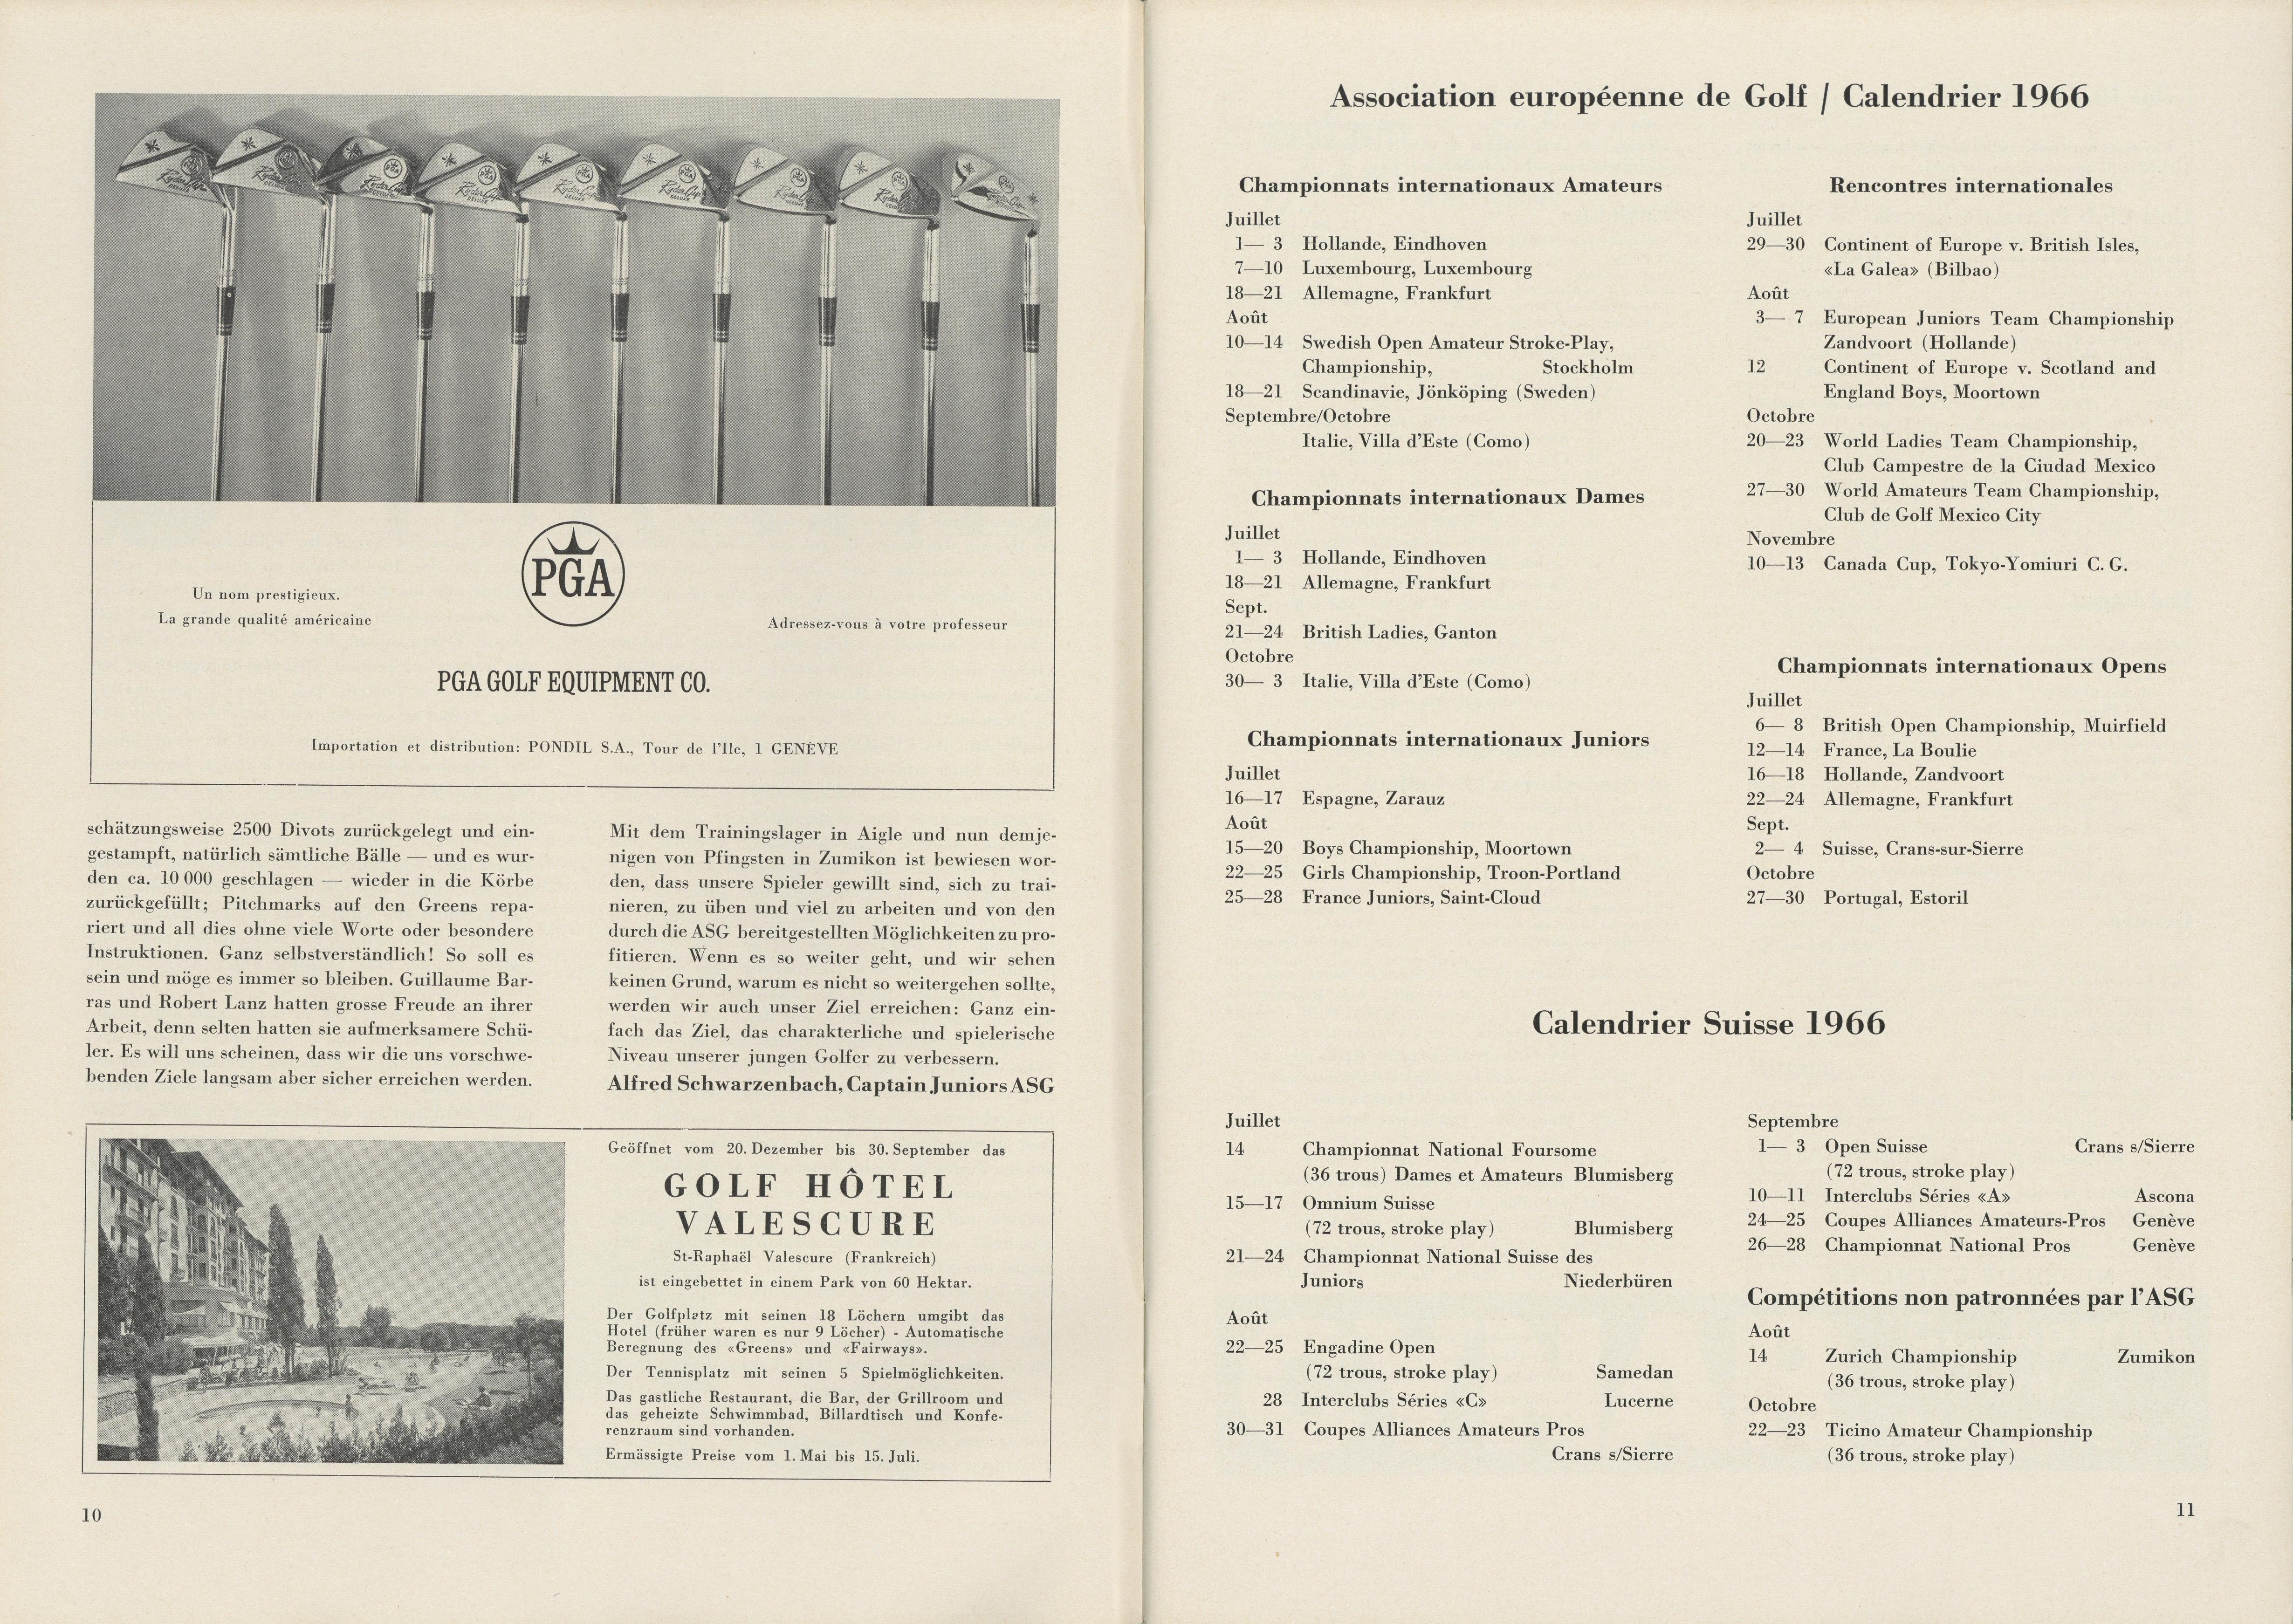 Ryder Cup
DELUXE
PGA
Un nom prestigieux.
La grande qualité américaine
Adressez-vous à votre professeur
PGA GOLF EQUIPMENT CO.
Importation et distribution: PONDIL S.A., Tour de l'Ile, 1 GENÈVE
schätzungsweise 2500 Divots zurückgelegt und ein-
gestampft, natürlich sämtliche Bälle — und es wur-
den ca. 10 000 geschlagen — wieder in die Körbe
zurückgefüllt; Pitchmarks auf den Greens repa-
riert und all dies ohne viele Worte oder besondere
Instruktionen. Ganz selbstverständlich! So soll es
sein und möge es immer so bleiben. Guillaume Bar-
ras und Robert Lanz hatten grosse Freude an ihrer
Arbeit, denn selten hatten sie aufmerksamere Schü-
ler. Es will uns scheinen, dass wir die uns vorschwe-
benden Ziele langsam aber sicher erreichen werden.
Mit dem Trainingslager in Aigle und nun demje-
nigen von Pfingsten in Zumikon ist bewiesen wor-
den, dass unsere Spieler gewillt sind, sich zu trai-
nieren, zu üben und viel zu arbeiten und von den
durch die ASG bereitgestellten Möglichkeiten zu pro-
fitieren. Wenn es so weiter geht, und wir sehen
keinen Grund, warum es nicht so weitergehen sollte,
werden wir auch unser Ziel erreichen: Ganz ein-
fach das Ziel, das charakterliche und spielerische
Niveau unserer jungen Golfer zu verbessern.
Alfred Schwarzenbach, Captain Juniors ASG
Geöffnet vom 20. Dezember bis 30. September das
GOLF HÔTEL
VALESCURE
St-Raphaël Valescure (Frankreich)
ist eingebettet in einem Park von 60 Hektar.
Der Golfplatz mit seinen 18 Löchern umgibt das
Hotel (früher waren es nur 9 Löcher) - Automatische
Beregnung des «Greens» und «Fairways».
Der Tennisplatz mit seinen 5 Spielmöglichkeiten.
Das gastliche Restaurant, die Bar, der Grillroom und
das geheizte Schwimmbad, Billardtisch und Konfe-
renzraum sind vorhanden.
Ermässigte Preise vom 1. Mai bis 15. Juli.
10
Association européenne de Golf / Calendrier 1966
Championnats internationaux Amateurs
Juillet
1— 3 Hollande, Eindhoven
7—10 Luxembourg, Luxembourg
18—21 Allemagne, Frankfurt
Août
10—14 Swedish Open Amateur Stroke-Play,
Championship, Stockholm
18—21 Scandinavie, Jönköping (Sweden)
Septembre/Octobre
Italie, Villa d'Este (Como)
Championnats internationaux Dames
Juillet
1— 3 Hollande, Eindhoven
18—21 Allemagne, Frankfurt
Sept.
21—24 British Ladies, Ganton
Octobre
30— 3 Italie, Villa d'Este (Como)
Championnats internationaux Juniors
Juillet
16—17 Espagne, Zarauz
Août
15—20 Boys Championship, Moortown
22—25 Girls Championship, Troon-Portland
25—28 France Juniors, Saint-Cloud
Rencontres internationales
Juillet
29—30 Continent of Europe v. British Isles,
«La Galea» (Bilbao)
Août
3— 7 European Juniors Team Championship
Zandvoort (Hollande)
12 Continent of Europe v. Scotland and
England Boys, Moortown
Octobre
20—23 World Ladies Team Championship,
Club Campestre de la Ciudad Mexico
27—30 World Amateurs Team Championship,
Club de Golf Mexico City
Novembre
10—13 Canada Cup, Tokyo-Yomiuri C. G.
Championnats internationaux Opens
Juillet
6— 8 British Open Championship, Muirfield
12—14 France, La Boulie
16—18 Hollande, Zandvoort
22—24 Allemagne, Frankfurt
Sept.
2— 4 Suisse, Crans-sur-Sierre
Octobre
27—30 Portugal, Estoril
Calendrier Suisse 1966
Juillet
14 Championnat National Foursome
(36 trous) Dames et Amateurs Blumisberg
15—17 Omnium Suisse
(72 trous, stroke play) Blumisberg
21—24 Championnat National Suisse des
Juniors Niederbüren
Août
22—25 Engadine Open
(72 trous, stroke play) Samedan
28 Interclubs Séries «C» Lucerne
30—31 Coupes Alliances Amateurs Pros
Crans s/Sierre
Septembre
1— 3 Open Suisse Crans s/Sierre
(72 trous, stroke play)
10—11 Interclubs Séries «A» Ascona
24—25 Coupes Alliances Amateurs-Pros Genève
26—28 Championnat National Pros Genève
Compétitions non patronnées par l'ASG
Août
14 Zurich Championship Zumikon
(36 trous, stroke play)
Octobre
22—23 Ticino Amateur Championship
(36 trous, stroke play)
11